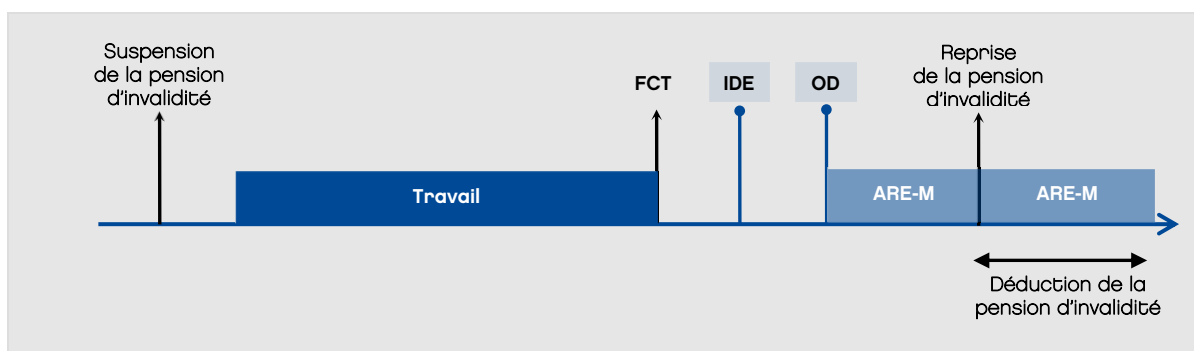 Suspension
de la pension
d'invalidité
FCT
IDE
OD
Reprise
de la pension
d'invalidité
Travail
ARE-M
ARE-M
Déduction de la
pension d'invalidité